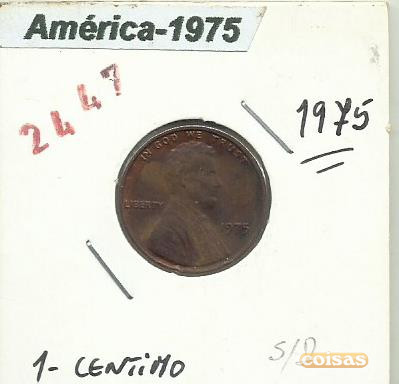 América-1975
2447
1975
IN GOD WE TRUST
LIBERTY
1975
1- CENTIMO
S/D
coisas